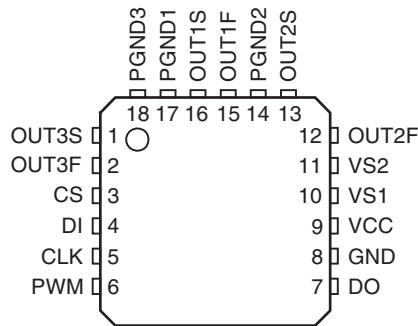 PGND3
PGND1
OUT1S
OUT1F
PGND2
OUT2S
18 17 16 15 14 13
OUT3S 1 12 OUT2F
OUT3F 2 11 VS2
CS 3 10 VS1
DI 4 9 VCC
CLK 5 8 GND
PWM 6 7 DO